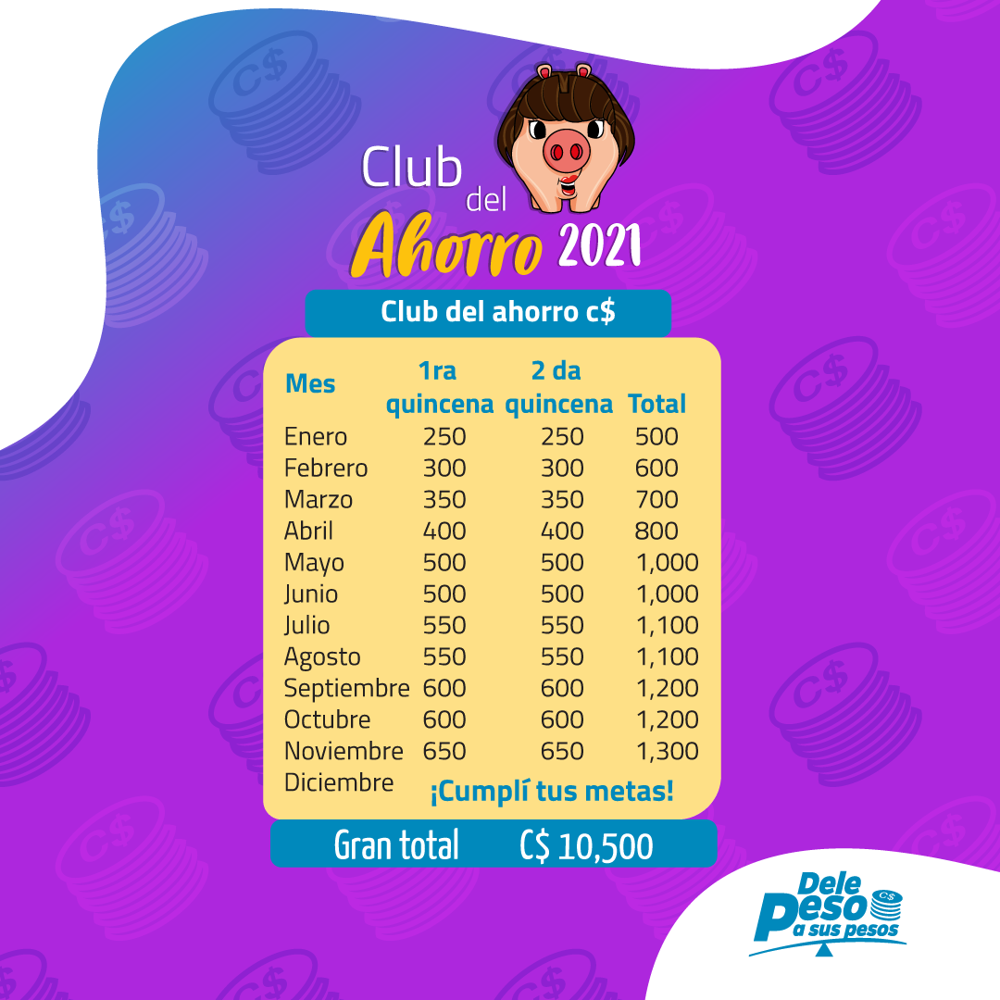 Club
del
Ahorro 2021
Club del ahorro c$
Mes 1ra quincena 2 da quincena Total
Enero 250 250 500
Febrero 300 300 600
Marzo 350 350 700
Abril 400 400 800
Mayo 500 500 1,000
Junio 500 500 1,000
Julio 550 550 1,100
Agosto 550 550 1,100
Septiembre 600 600 1,200
Octubre 600 600 1,200
Noviembre 650 650 1,300
Diciembre ¡Cumplí tus metas!
Gran total C$ 10,500
Dele
Peso C$
a sus pesos